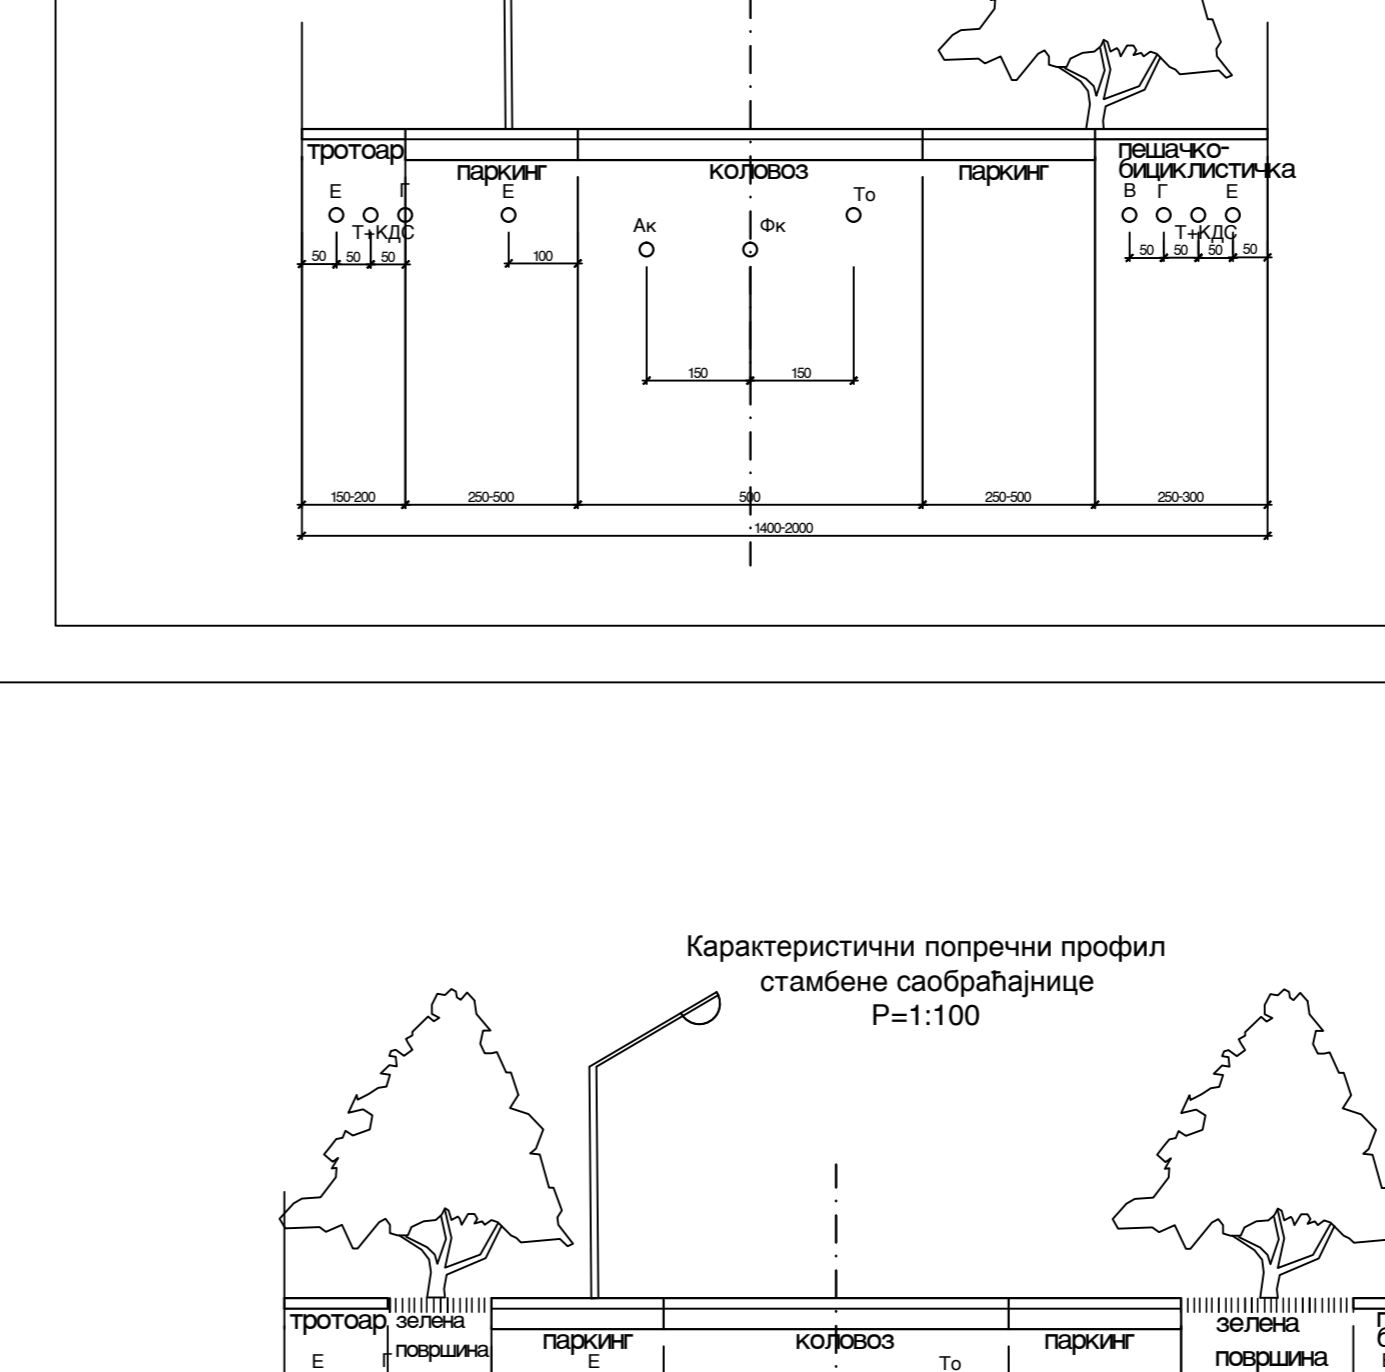 тротоар
пешачко-
бициклистичка
паркинг
коловоз
паркинг
Е Г Е То В Г Е
Ак Фк
Т+КДС Т+КДС
50 50 50 100 50 50 50 50
150 150
150-200 250-500 500 250-500 250-300
1400-2000
Карактеристични попречни профил
стамбене саобраћајнице
Р=1:100
тротоар зелена
површина
паркинг
коловоз
паркинг
зелена
површина
Е Г Е То